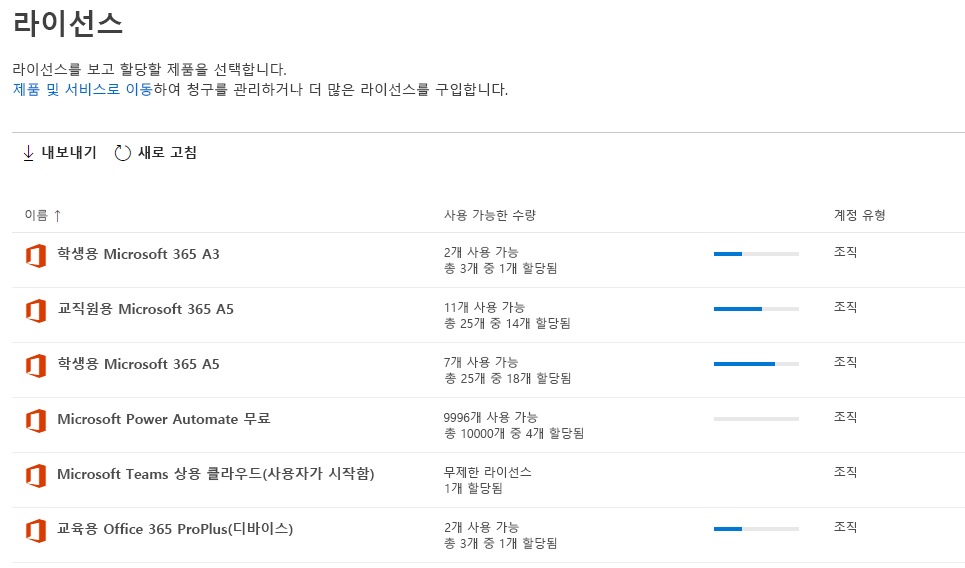 라이선스
라이선스를 보고 할당할 제품을 선택합니다.
제품 및 서비스로 이동하여 청구를 관리하거나 더 많은 라이선스를 구입합니다.
내보내기 새로 고침
이름 ↑ 사용 가능한 수량 계정 유형
학생용 Microsoft 365 A3 2개 사용 가능 조직
총 3개 중 1개 할당됨
교직원용 Microsoft 365 A5 11개 사용 가능 조직
총 25개 중 14개 할당됨
학생용 Microsoft 365 A5 7개 사용 가능 조직
총 25개 중 18개 할당됨
Microsoft Power Automate 무료 9996개 사용 가능 조직
총 10000개 중 4개 할당됨
Microsoft Teams 상용 클라우드(사용자가 시작함) 무제한 라이선스 조직
1개 할당됨
교육용 Office 365 ProPlus(디바이스) 2개 사용 가능 조직
총 3개 중 1개 할당됨